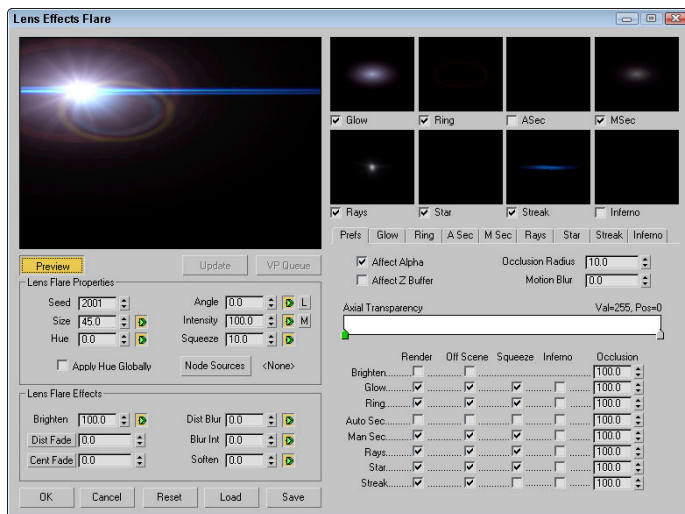 Lens Effects Flare
Glow Ring ASec MSec
Rays Star Streak Inferno
Preview Update VP Queue
Prefs Glow Ring A Sec M Sec Rays Star Streak Inferno
Lens Flare Properties
Seed 2001 Angle 0.0 L
Size 45.0 Intensity 100.0 M
Hue 0.0 Squeeze 10.0
Apply Hue Globally Node Sources <None>
Lens Flare Effects
Brighten 100.0 Dist Blur 0.0
Dist Fade 0.0 Blur Int 0.0
Cent Fade 0.0 Soften 0.0
OK Cancel Reset Load Save
Affect Alpha Occlusion Radius 10.0
Affect Z Buffer Motion Blur 0.0
Axial Transparency Val=255, Pos=0
Render Off Scene Squeeze Inferno Occlusion
Brighten 100.0
Glow 100.0
Ring 100.0
Auto Sec 100.0
Man Sec 100.0
Rays 100.0
Star 100.0
Streak 100.0